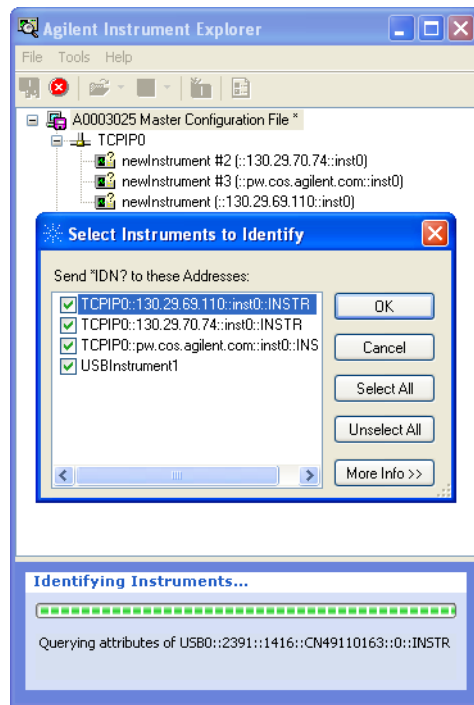 Agilent Instrument Explorer
File Tools Help
A0003025 Master Configuration File *
TCPIP0
newInstrument #2 (::130.29.70.74::inst0)
newInstrument #3 (::pw.cos.agilent.com::inst0)
newInstrument (::130.29.69.110::inst0)
Select Instruments to Identify
Send *IDN? to these Addresses:
TCPIP0::130.29.69.110::inst0::INSTR
TCPIP0::130.29.70.74::inst0::INSTR
TCPIP0::pw.cos.agilent.com::inst0::INS
USBInstrument1
OK
Cancel
Select All
Unselect All
More Info >>
Identifying Instruments...
Querying attributes of USB0::2391::1416::CN49110163::0::INSTR